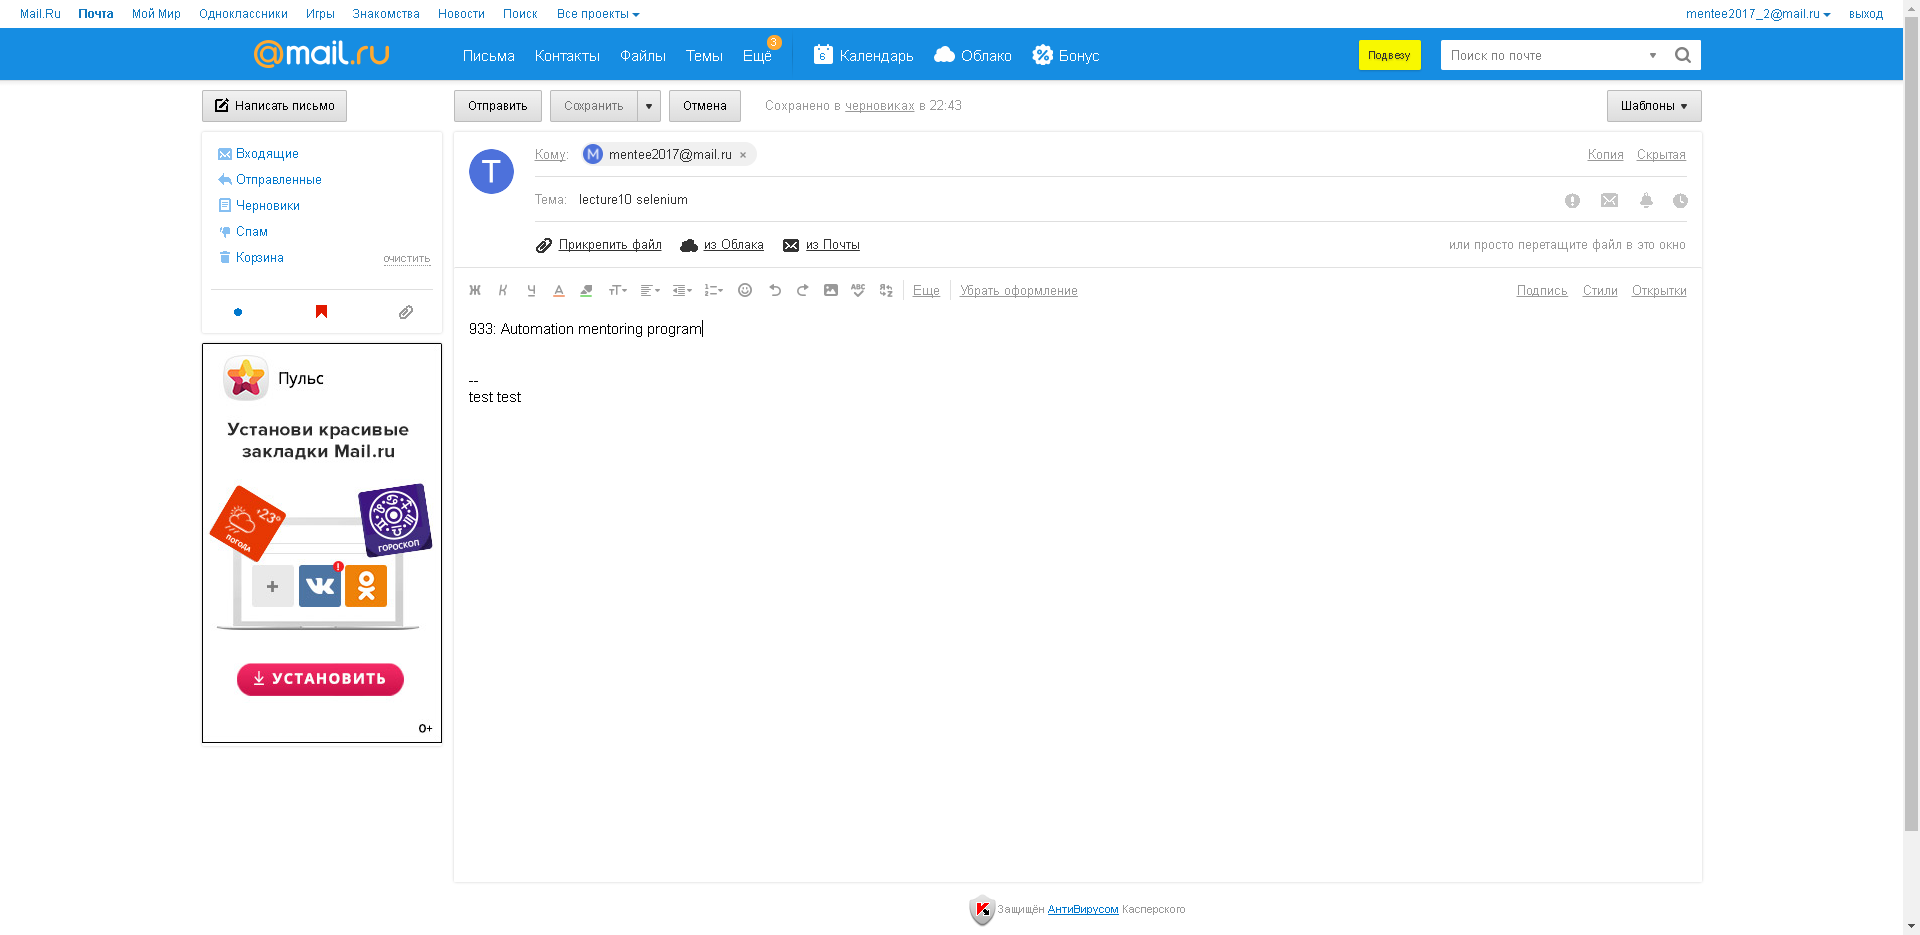 Mail.Ru Почта Мой Мир Одноклассники Игры Знакомства Новости Поиск Все проекты mentee2017_2@mail.ru выход
@mail.ru Письма Контакты Файлы Темы Ещё 3 6 Календарь Облако Бонус Подвезу Поиск по почте
Написать письмо Отправить Сохранить Отмена Сохранено в черновиках в 22:43 Шаблоны
Входящие
Отправленные
Черновики
Спам
Корзина очистить
T
Кому: M mentee2017@mail.ru × Копия Скрытая
Тема: lecture10 selenium
Прикрепить файл из Облака из Почты или просто перетащите файл в это окно
Ж К Ч А тТ ABC Еще Убрать оформление Подпись Стили Открытки
933: Automation mentoring program
--
test test
Пульс
Установи красивые
закладки Mail.ru
+23°
ПОГОДА
ГОРОСКОП
УСТАНОВИТЬ
0+
Защищён АнтиВирусом Касперского